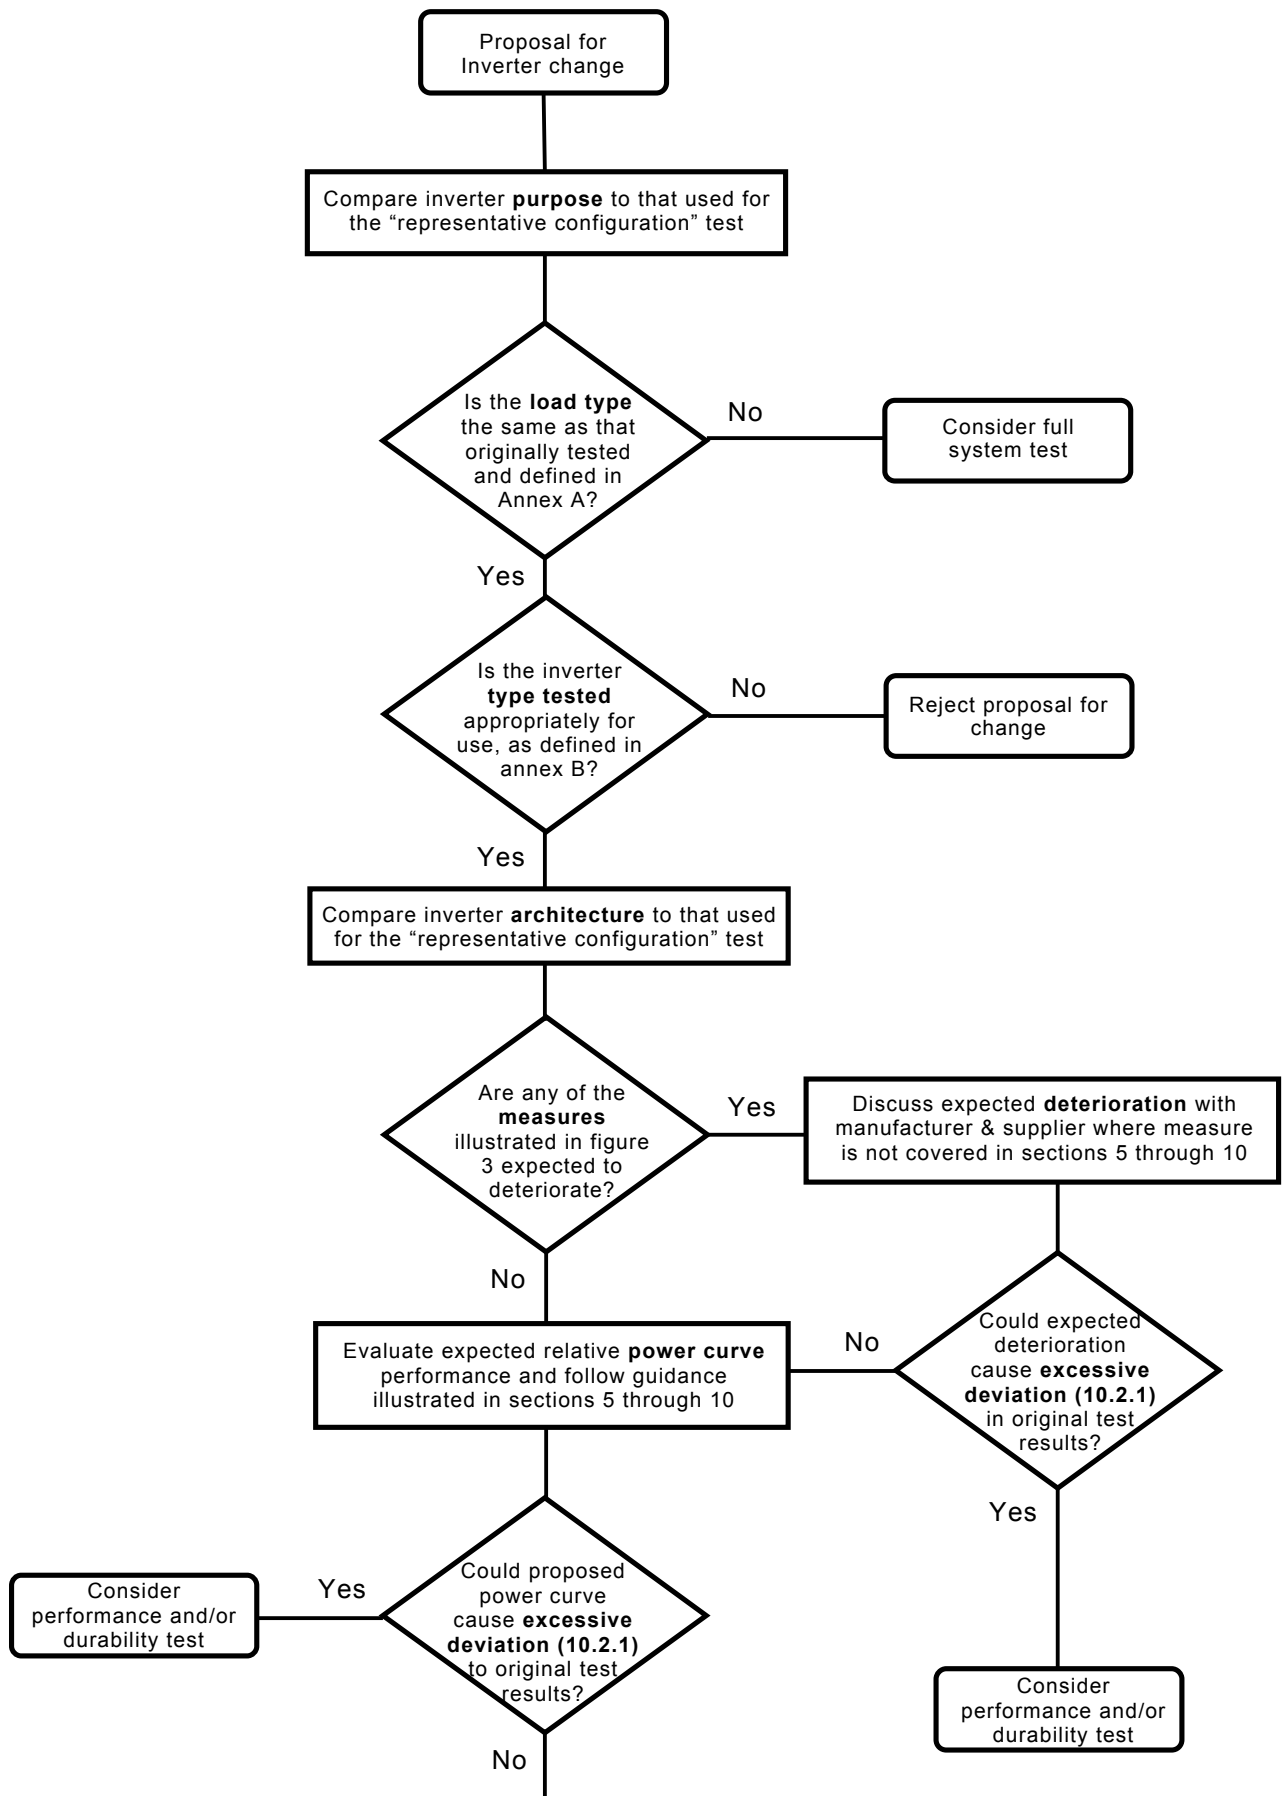 Proposal for
Inverter change
Compare inverter purpose to that used for
the “representative configuration” test
Is the load type
the same as that
originally tested
and defined in
Annex A?
No
Consider full
system test
Yes
Is the inverter
type tested
appropriately for
use, as defined in
annex B?
No
Reject proposal for
change
Yes
Compare inverter architecture to that used
for the “representative configuration” test
Are any of the
measures
illustrated in figure
3 expected to
deteriorate?
Yes
Discuss expected deterioration with
manufacturer & supplier where measure
is not covered in sections 5 through 10
No
Could expected
deterioration
cause excessive
deviation (10.2.1)
in original test
results?
No
Evaluate expected relative power curve
performance and follow guidance
illustrated in sections 5 through 10
Yes
Consider
performance and/or
durability test
Could proposed
power curve
cause excessive
deviation (10.2.1)
to original test
results?
Yes
Consider
performance and/or
durability test
No